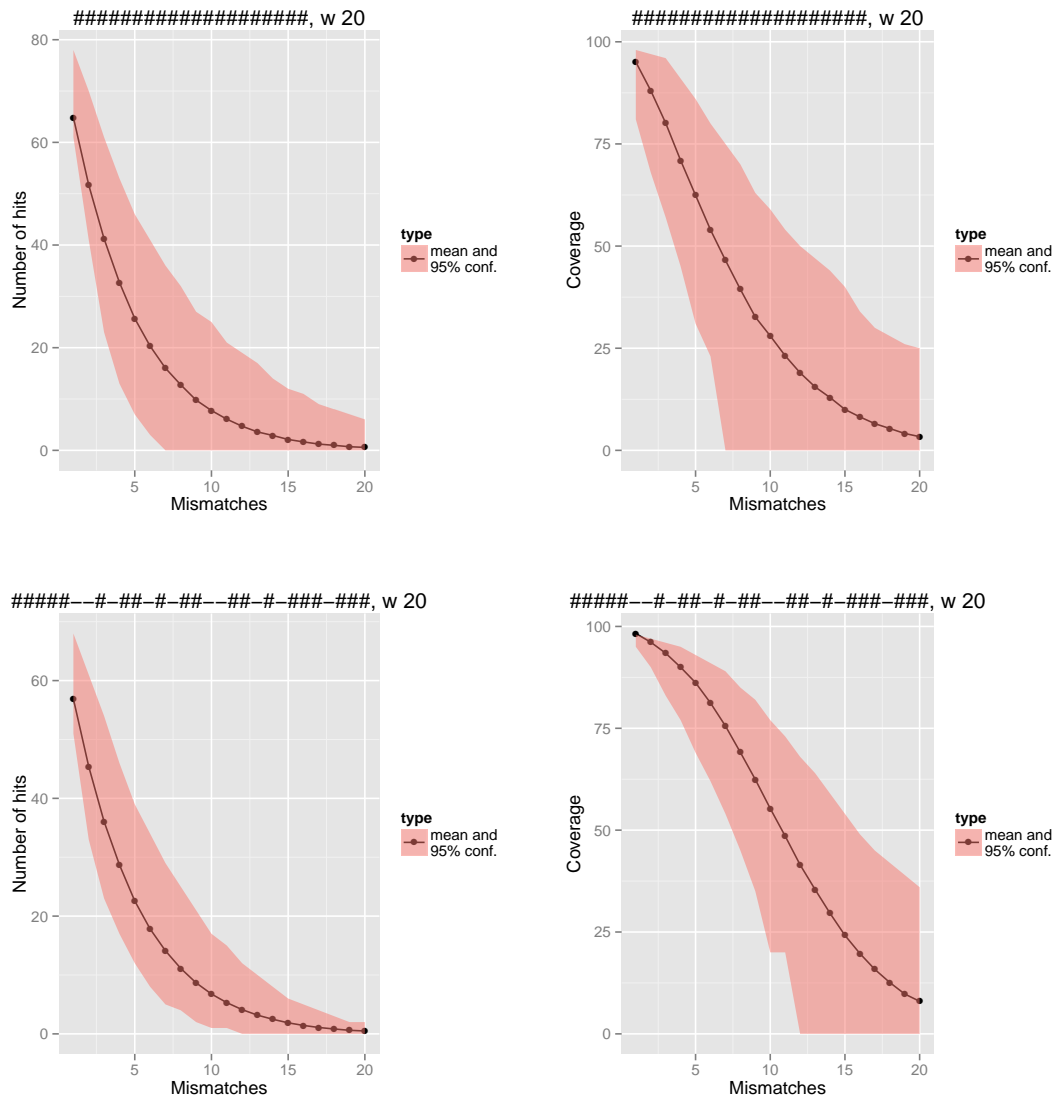 ####################, w 20
80
60
40
20
0
Number of hits
5 10 15 20
Mismatches
type
mean and
95% conf.
####################, w 20
100
75
50
25
0
Coverage
5 10 15 20
Mismatches
type
mean and
95% conf.
#####−−#−##−#−##−−##−#−###−###, w 20
60
40
20
0
Number of hits
5 10 15 20
Mismatches
type
mean and
95% conf.
#####−−#−##−#−##−−##−#−###−###, w 20
100
75
50
25
0
Coverage
5 10 15 20
Mismatches
type
mean and
95% conf.